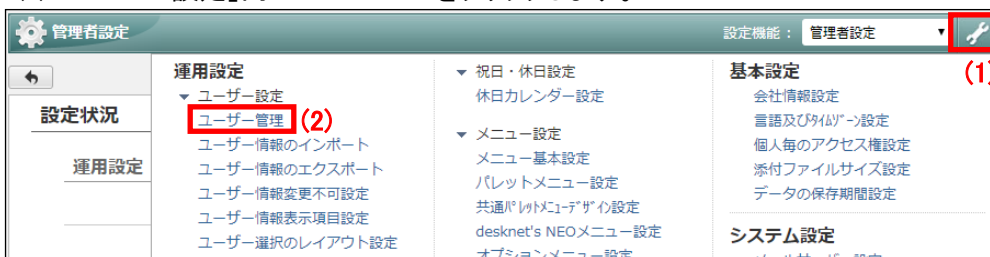 管理者設定
設定機能： 管理者設定
(1)
設定状況
運用設定
運用設定
ユーザー設定
ユーザー管理 (2)
ユーザー情報のインポート
ユーザー情報のエクスポート
ユーザー情報変更不可設定
ユーザー情報表示項目設定
ユーザー選択のレイアウト設定
祝日・休日設定
休日カレンダー設定
メニュー設定
メニュー基本設定
パレットメニュー設定
共通ﾊﾟﾚｯﾄﾒﾆｭｰﾃﾞｻﾞｲﾝ設定
desknet's NEOメニュー設定
オプションメニュー設定
基本設定
会社情報設定
言語及びﾀｲﾑｿﾞｰﾝ設定
個人毎のアクセス権設定
添付ファイルサイズ設定
データの保存期間設定
システム設定